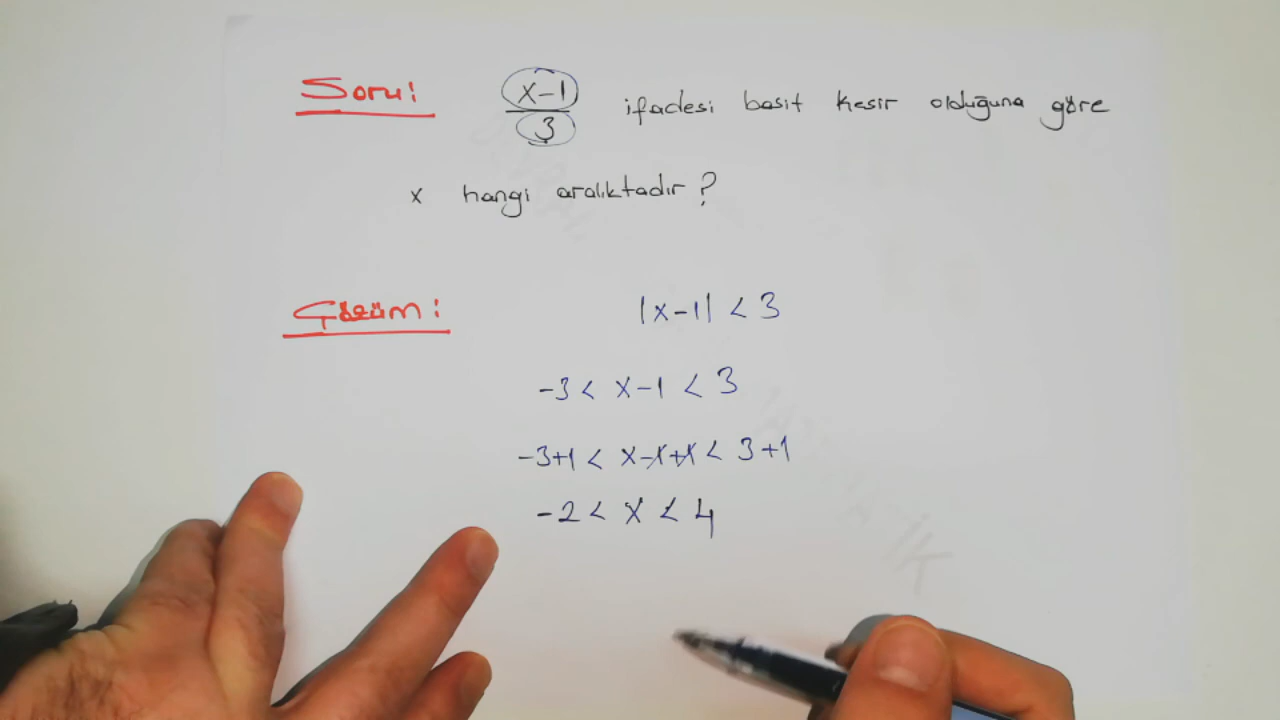 Soru: x-1/3 ifadesi basit kesir olduğuna göre
x hangi aralıktadır?
Çözüm: |x-1| < 3
-3 < x-1 < 3
-3+1 < x-1+1 < 3+1
-2 < x < 4